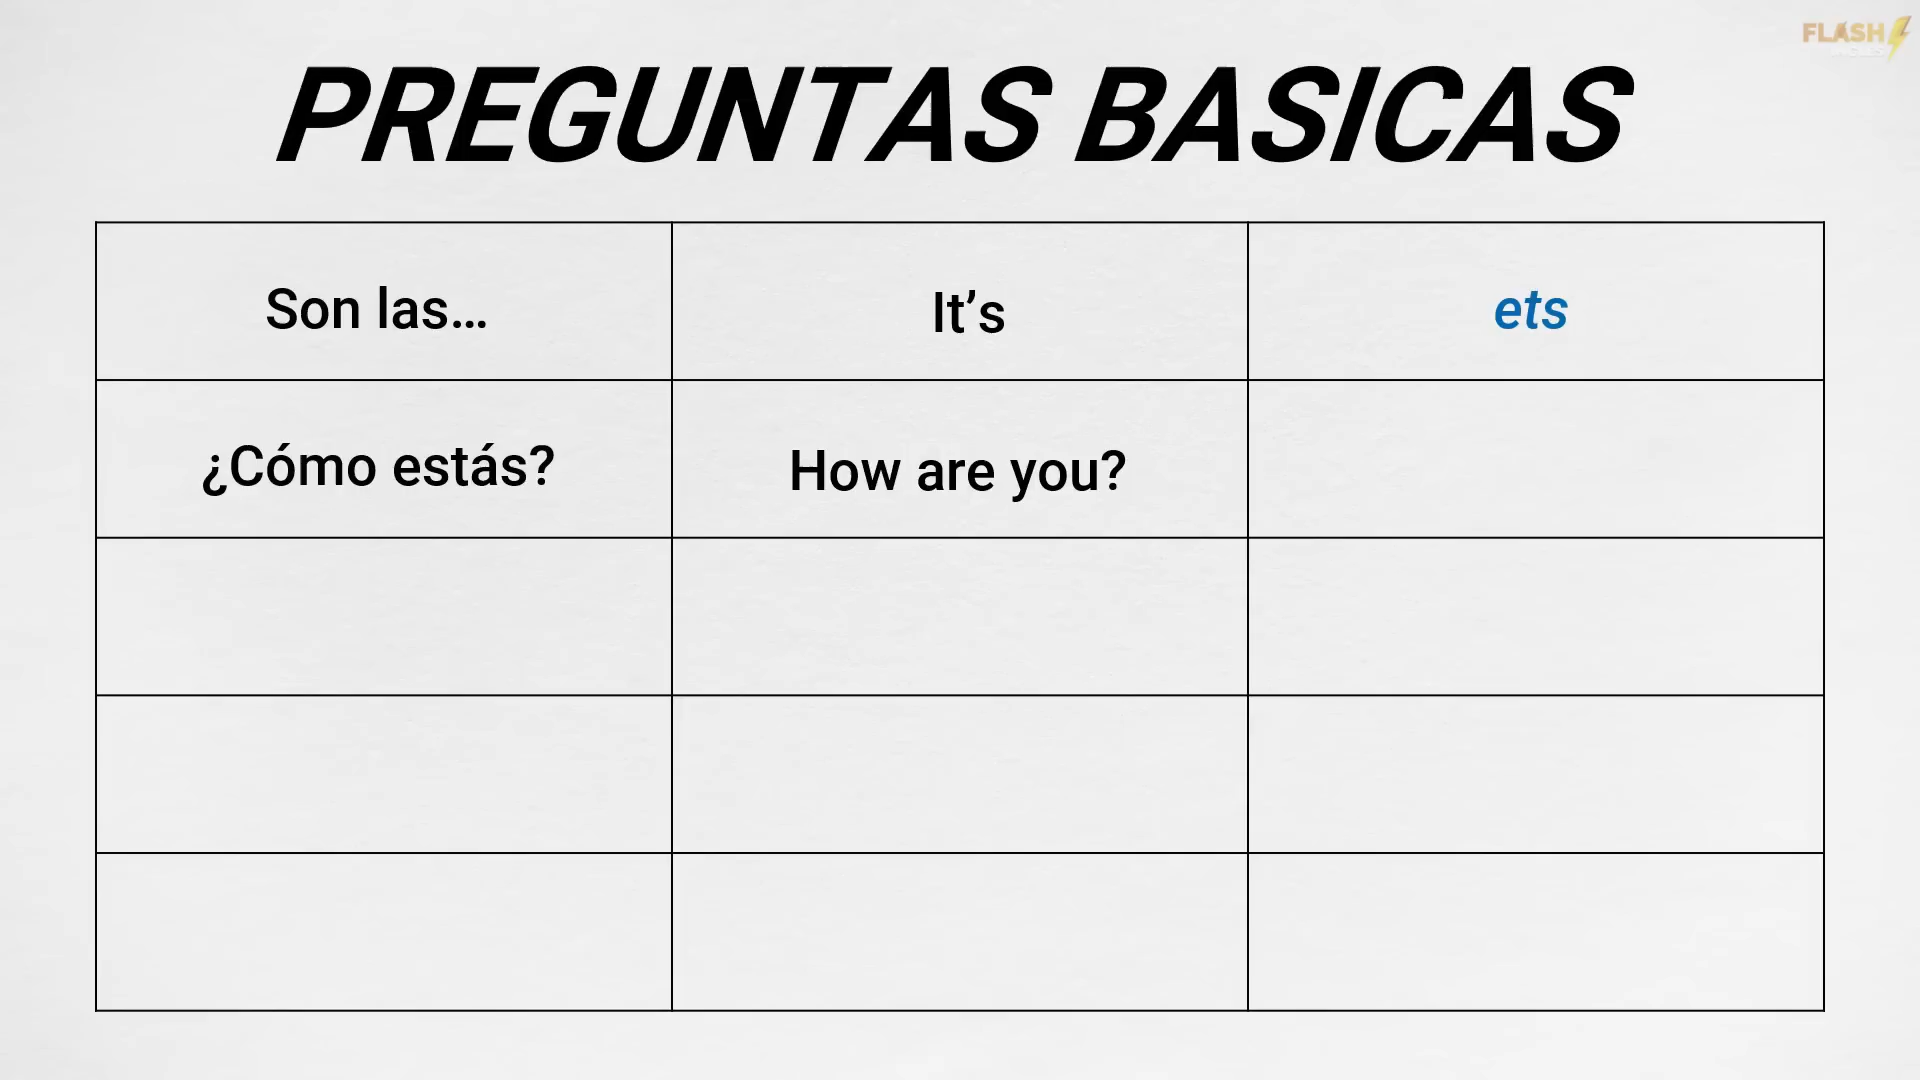 FLASH
PREGUNTAS BASICAS
Son las… It’s ets
¿Cómo estás? How are you?